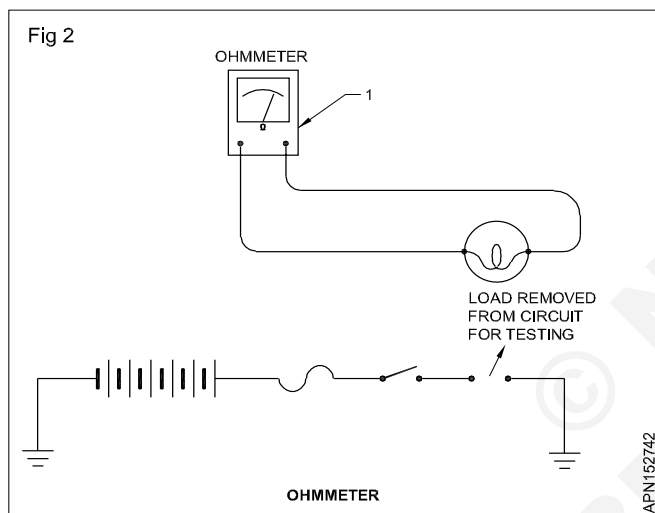 Fig 2
OHMMETER
1
Ω
LOAD REMOVED
FROM CIRCUIT
FOR TESTING
OHMMETER
APN152742